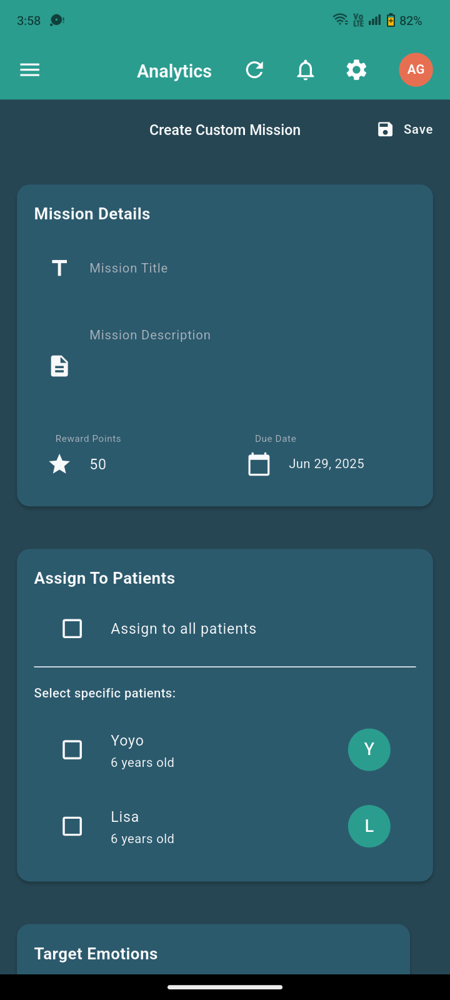 3:58
Vo
LTE
82%
Analytics
AG
Create Custom Mission
Save
Mission Details
Mission Title
Mission Description
Reward Points
Due Date
50
Jun 29, 2025
Assign To Patients
Assign to all patients
Select specific patients:
Yoyo
6 years old
Y
Lisa
6 years old
L
Target Emotions